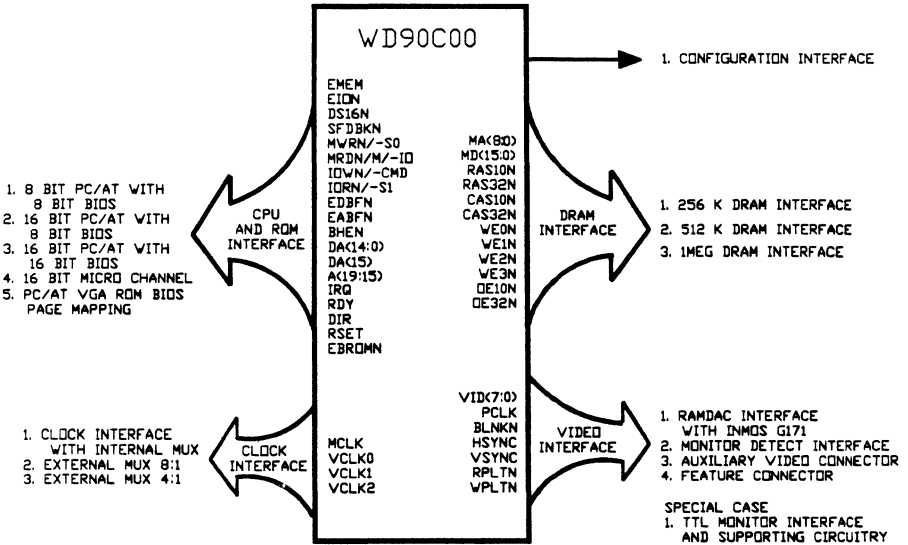 WD90C00
1. CONFIGURATION INTERFACE
EMEM
EION
DS16N
SFDBKN
MWRN/-S0
MRDN/M/-IO
IOWN/-CMD
IORN/-S1
EDBFN
EABFN
BHEN
DA(14:0)
DA(15)
A(19:15)
IRQ
RDY
DIR
RSET
EBROMN
MA(8:0)
MD(15:0)
RAS10N
RAS32N
CAS10N
CAS32N
WE0N
WE1N
WE2N
WE3N
OE10N
OE32N
1. 8 BIT PC/AT WITH
8 BIT BIOS
2. 16 BIT PC/AT WITH
8 BIT BIOS
3. 16 BIT PC/AT WITH
16 BIT BIOS
4. 16 BIT MICRO CHANNEL
5. PC/AT VGA ROM BIOS
PAGE MAPPING
CPU
AND ROM
INTERFACE
DRAM
INTERFACE
1. 256 K DRAM INTERFACE
2. 512 K DRAM INTERFACE
3. 1MEG DRAM INTERFACE
1. CLOCK INTERFACE
WITH INTERNAL MUX
2. EXTERNAL MUX 8:1
3. EXTERNAL MUX 4:1
CLOCK
INTERFACE
MCLK
VCLK0
VCLK1
VCLK2
VID(7:0)
PCLK
BLNKN
HSYNC
VSYNC
RPLTN
WPLTN
VIDEO
INTERFACE
1. RAMDAC INTERFACE
WITH INMOS G171
2. MONITOR DETECT INTERFACE
3. AUXILIARY VIDEO CONNECTOR
4. FEATURE CONNECTOR
SPECIAL CASE
1. TTL MONITOR INTERFACE
AND SUPPORTING CIRCUITRY